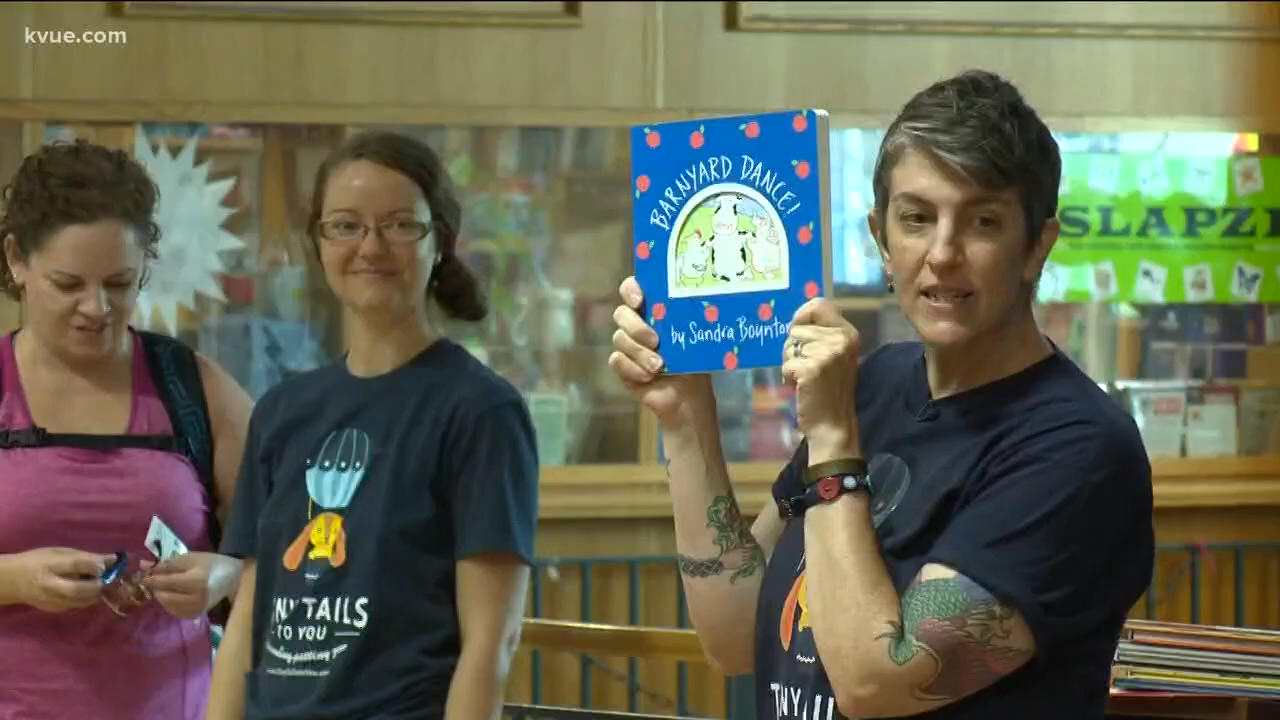 kvue.com
BARNYARD DANCE!
by Sandra Boynton
SLAPZ
TAILS
TO YOU